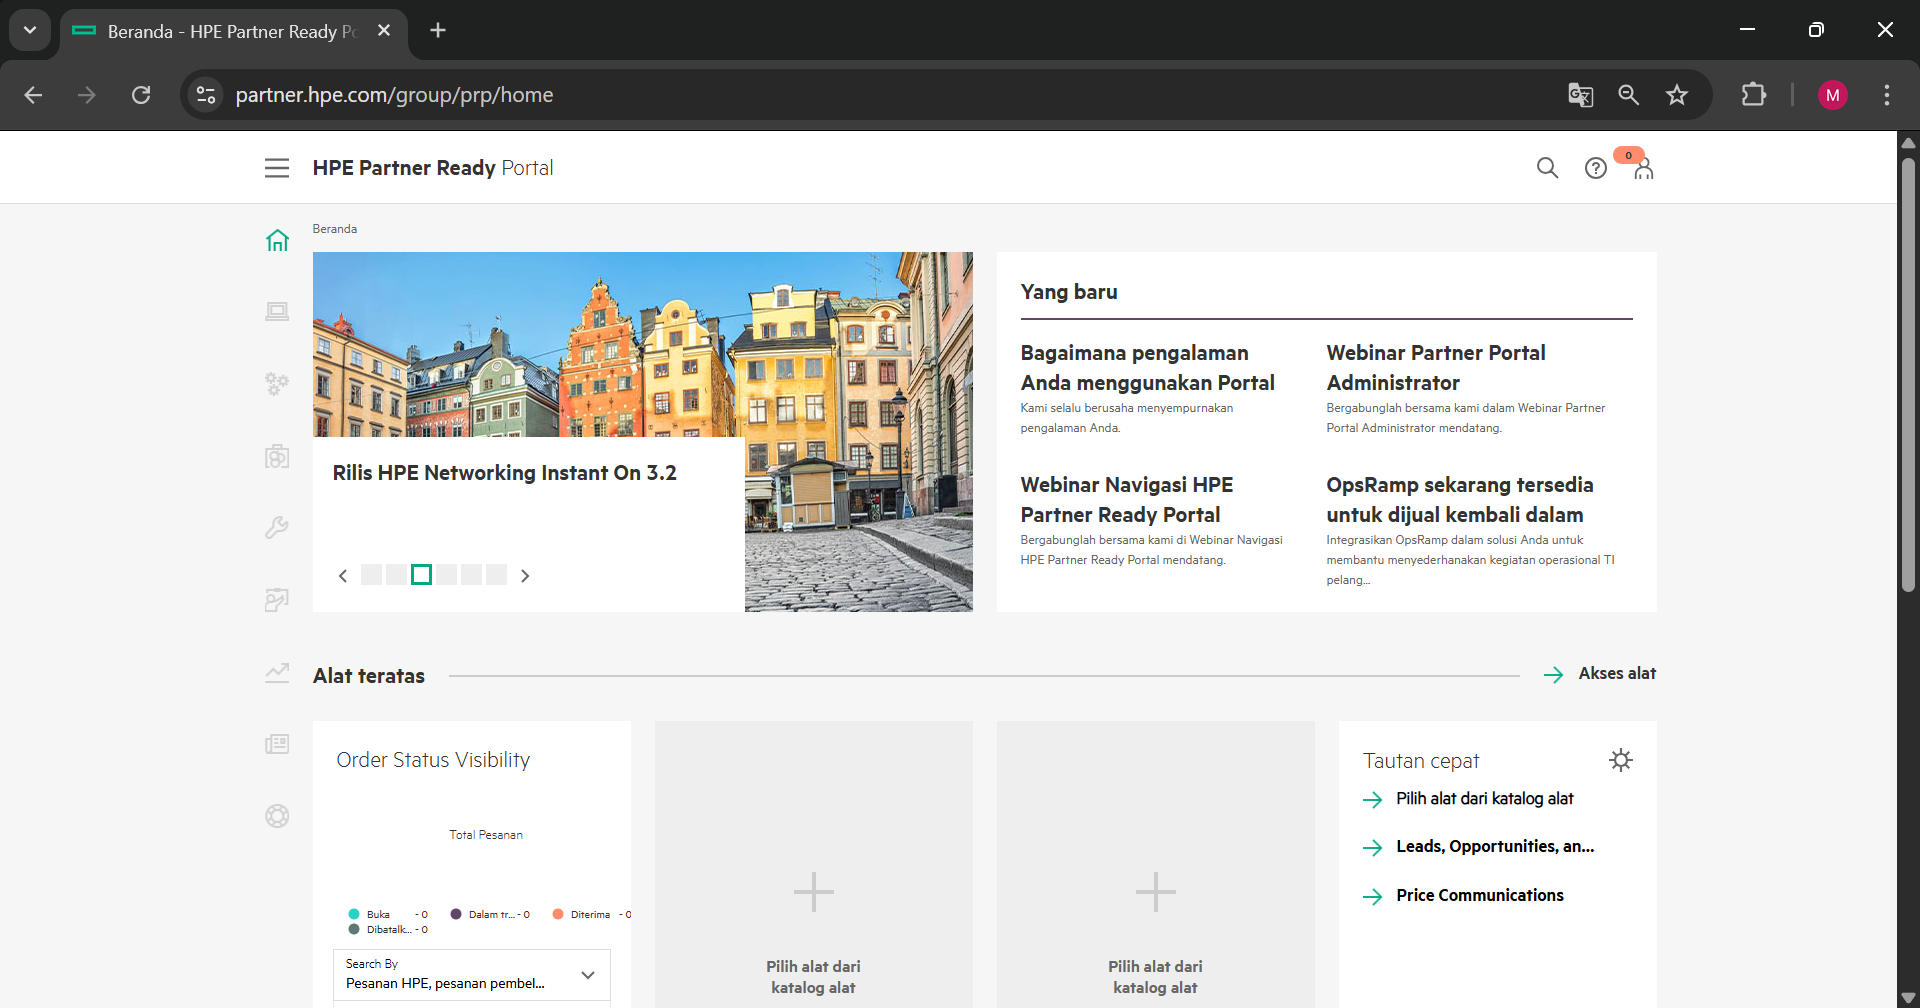 Beranda - HPE Partner Ready Po
partner.hpe.com/group/prp/home
M
HPE Partner Ready Portal
0
Beranda
Rilis HPE Networking Instant On 3.2
Yang baru
Bagaimana pengalaman
Anda menggunakan Portal
Kami selalu berusaha menyempurnakan
pengalaman Anda.
Webinar Partner Portal
Administrator
Bergabunglah bersama kami dalam Webinar Partner
Portal Administrator mendatang.
Webinar Navigasi HPE
Partner Ready Portal
Bergabunglah bersama kami di Webinar Navigasi
HPE Partner Ready Portal mendatang.
OpsRamp sekarang tersedia
untuk dijual kembali dalam
Integrasikan OpsRamp dalam solusi Anda untuk
membantu menyederhanakan kegiatan operasional TI
pelang...
Alat teratas
Akses alat
Order Status Visibility
Total Pesanan
Buka - 0
Dalam tr... - 0
Diterima - 0
Dibatalk... - 0
Search By
Pesanan HPE, pesanan pembel...
Pilih alat dari
katalog alat
Pilih alat dari
katalog alat
Tautan cepat
Pilih alat dari katalog alat
Leads, Opportunities, an...
Price Communications